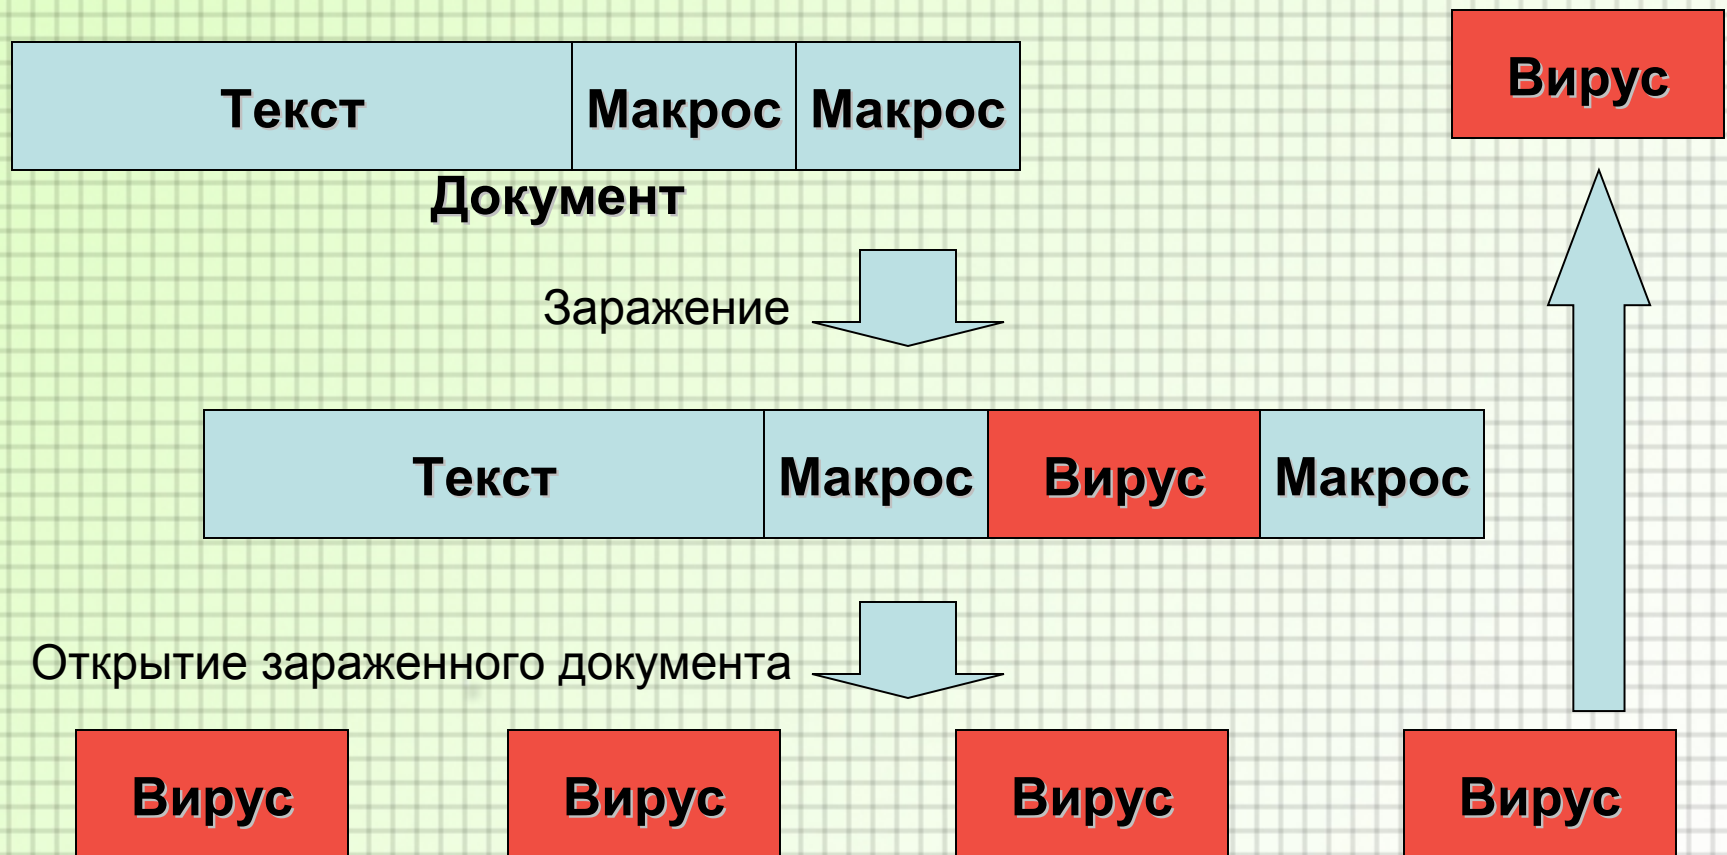 Вирус
Текст Макрос Макрос
Документ
Заражение
Текст Макрос Вирус Макрос
Открытие зараженного документа
Вирус Вирус Вирус Вирус